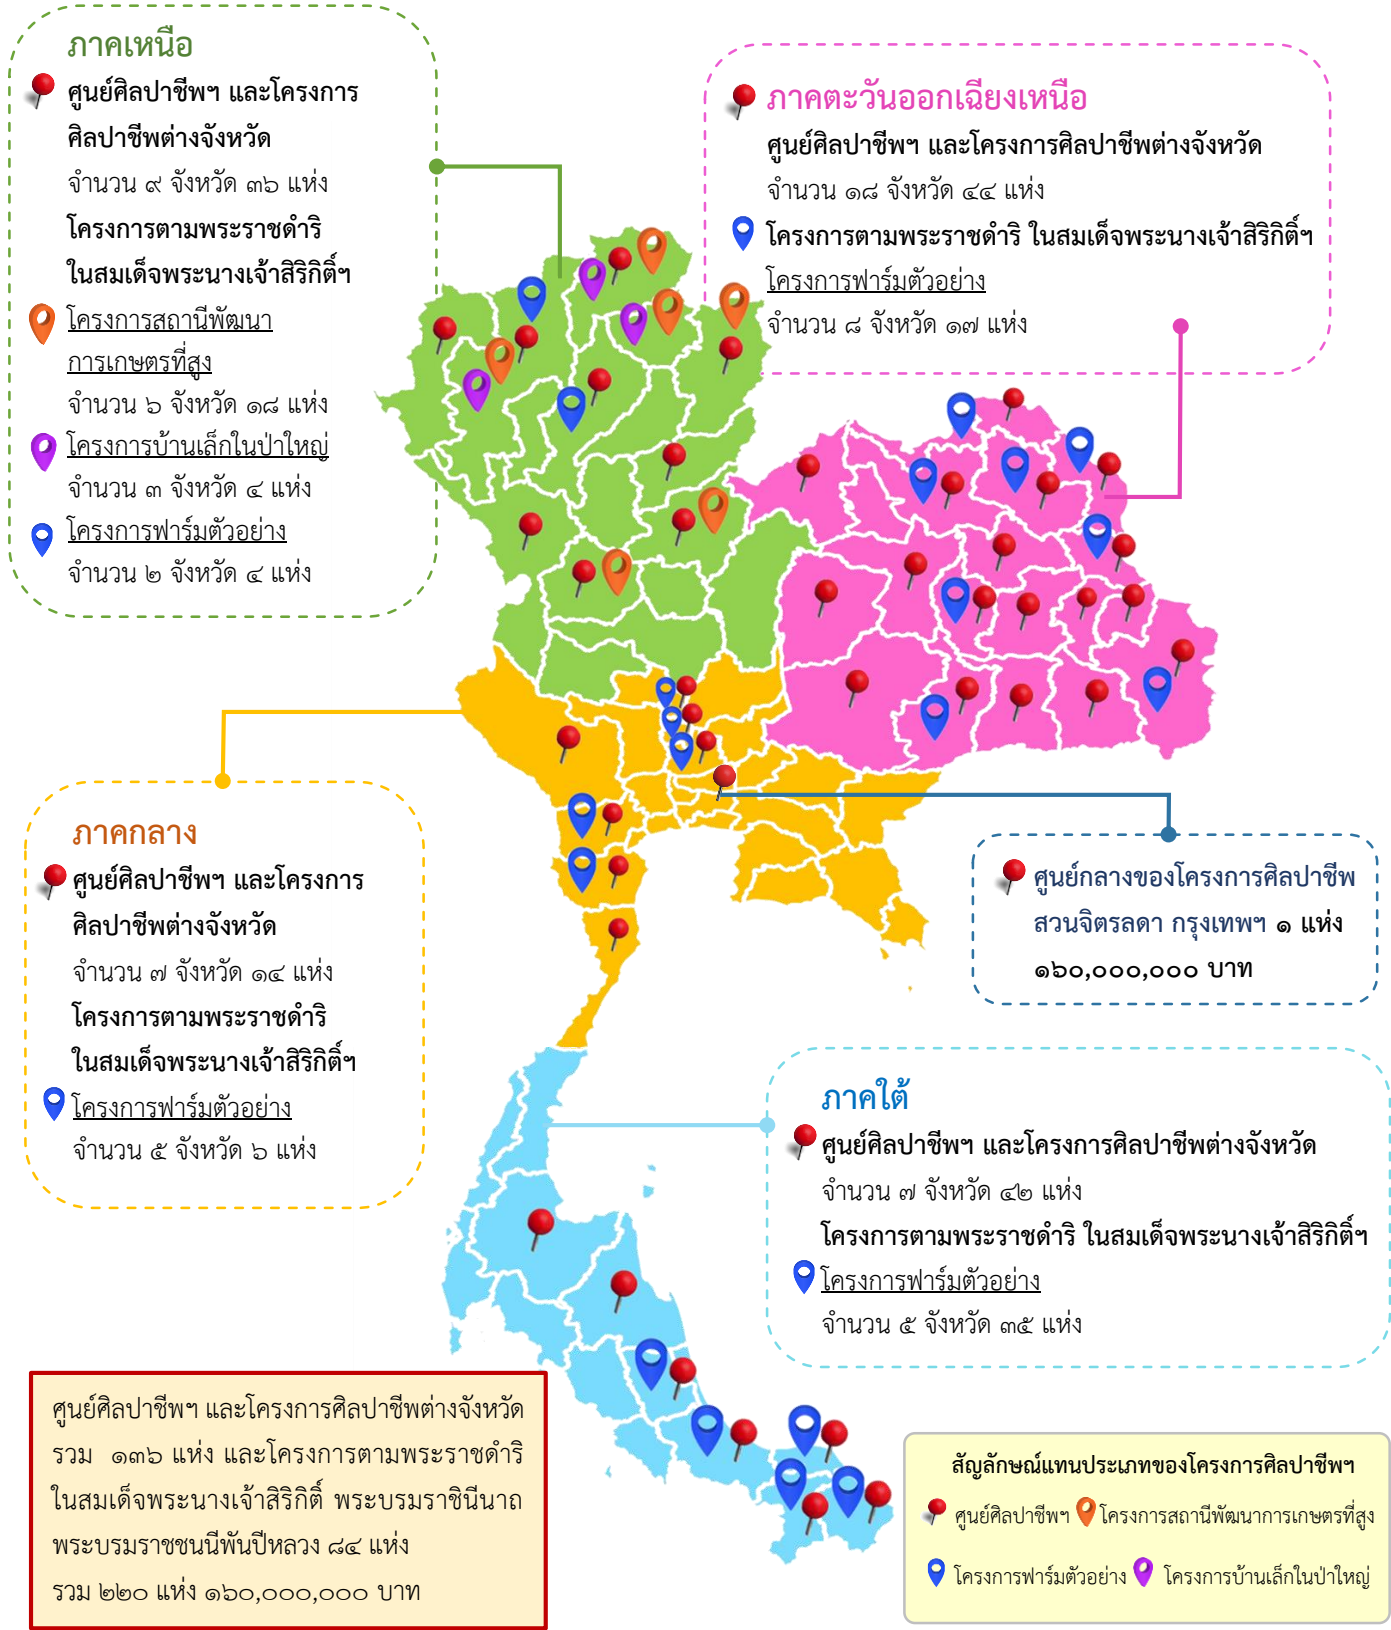 ภาคเหนือ
ศูนย์ศิลปาชีพฯ และโครงการ
ศิลปาชีพต่างจังหวัด
จำนวน ๙ จังหวัด ๓๖ แห่ง
โครงการตามพระราชดำริ
ในสมเด็จพระนางเจ้าสิริกิติ์ฯ
โครงการสถานีพัฒนา
การเกษตรที่สูง
จำนวน ๖ จังหวัด ๑๘ แห่ง
โครงการบ้านเล็กในป่าใหญ่
จำนวน ๓ จังหวัด ๔ แห่ง
โครงการฟาร์มตัวอย่าง
จำนวน ๒ จังหวัด ๔ แห่ง
ภาคตะวันออกเฉียงเหนือ
ศูนย์ศิลปาชีพฯ และโครงการศิลปาชีพต่างจังหวัด
จำนวน ๑๘ จังหวัด ๔๔ แห่ง
โครงการตามพระราชดำริ ในสมเด็จพระนางเจ้าสิริกิติ์ฯ
โครงการฟาร์มตัวอย่าง
จำนวน ๘ จังหวัด ๑๗ แห่ง
ภาคกลาง
ศูนย์ศิลปาชีพฯ และโครงการ
ศิลปาชีพต่างจังหวัด
จำนวน ๗ จังหวัด ๑๔ แห่ง
โครงการตามพระราชดำริ
ในสมเด็จพระนางเจ้าสิริกิติ์ฯ
โครงการฟาร์มตัวอย่าง
จำนวน ๕ จังหวัด ๖ แห่ง
ศูนย์กลางของโครงการศิลปาชีพ
สวนจิตรลดา กรุงเทพฯ ๑ แห่ง
๑๖๐,๐๐๐,๐๐๐ บาท
ภาคใต้
ศูนย์ศิลปาชีพฯ และโครงการศิลปาชีพต่างจังหวัด
จำนวน ๗ จังหวัด ๔๒ แห่ง
โครงการตามพระราชดำริ ในสมเด็จพระนางเจ้าสิริกิติ์ฯ
โครงการฟาร์มตัวอย่าง
จำนวน ๕ จังหวัด ๓๕ แห่ง
ศูนย์ศิลปาชีพฯ และโครงการศิลปาชีพต่างจังหวัด
รวม ๑๓๖ แห่ง และโครงการตามพระราชดำริ
ในสมเด็จพระนางเจ้าสิริกิติ์ พระบรมราชินีนาถ
พระบรมราชชนนีพันปีหลวง ๘๔ แห่ง
รวม ๒๒๐ แห่ง ๑๖๐,๐๐๐,๐๐๐ บาท
สัญลักษณ์แทนประเภทของโครงการศิลปาชีพฯ
ศูนย์ศิลปาชีพฯ โครงการสถานีพัฒนาการเกษตรที่สูง
โครงการฟาร์มตัวอย่าง โครงการบ้านเล็กในป่าใหญ่